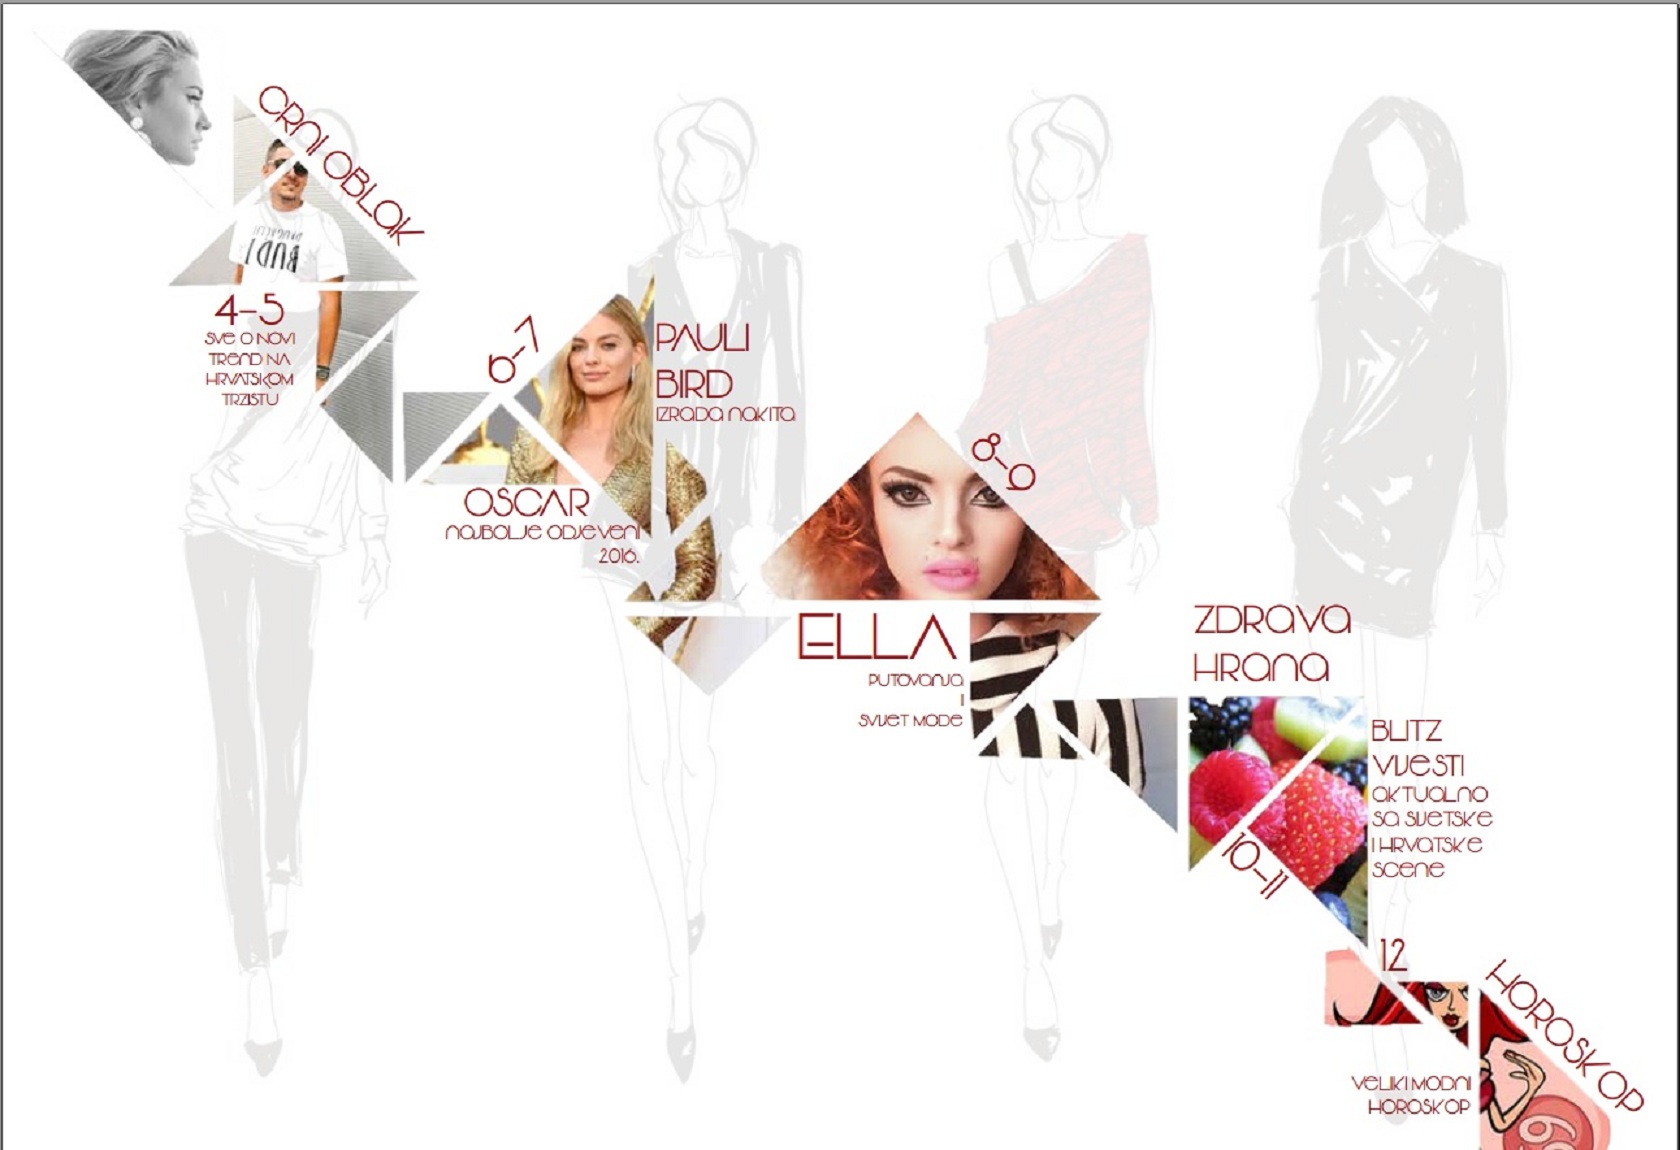 CRNI OBLAK
BUDI
4-5
SVE O NOVI
TREND NA
HRVATSKOM
TRZISTU
6-7
PAULI
BIRD
IZRADA NAKITA
OSCAR
NAJBOLJE ODJEVENI
2016.
8-9
ELLA
PUTOVANJA
I
SVIJET MODE
ZDRAVA
HRANA
BLITZ
VIJESTI
AKTUALNO
SA SVJETSKE
I HRVATSKE
SCENE
10-11
12
HOROSKOP
VELIKI MODNI
HOROSKOP